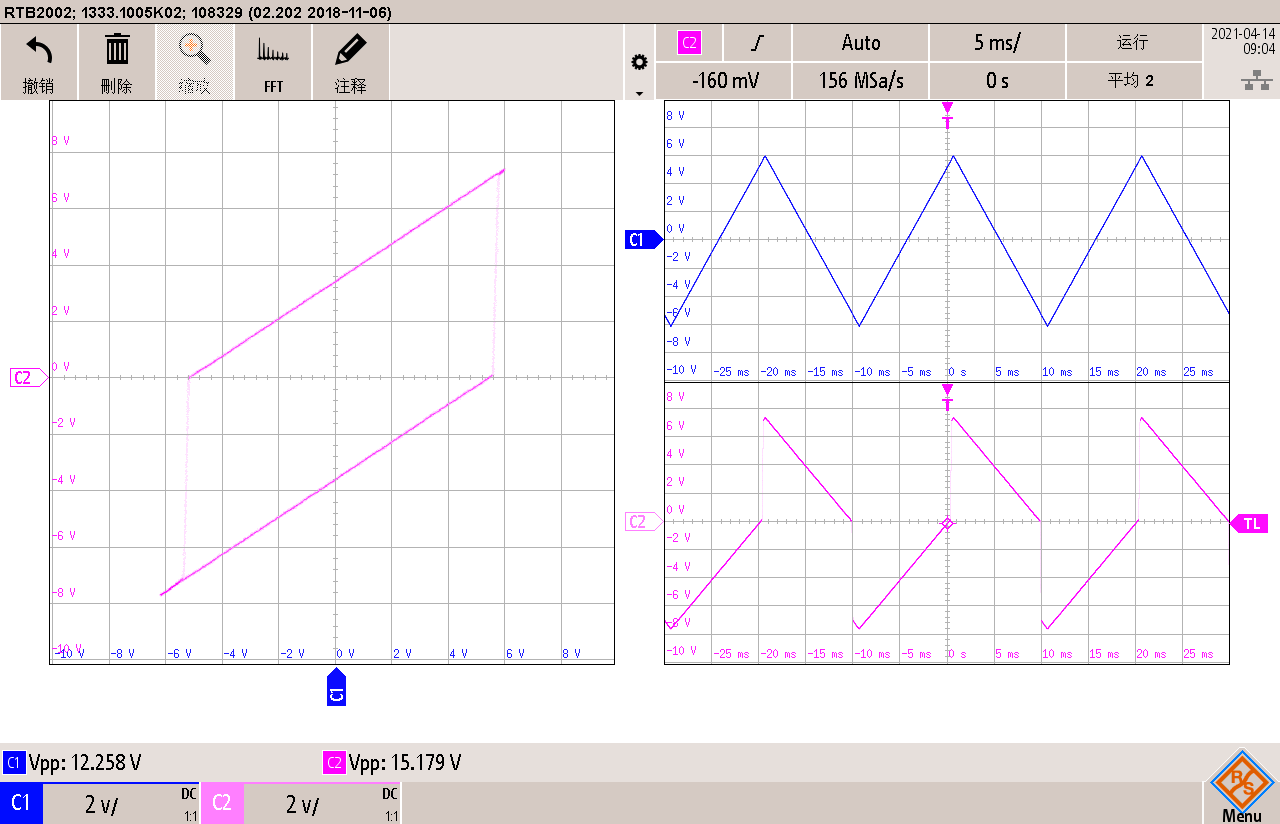 RTB2002; 1333.1005K02; 108329 (02.202 2018-11-06)
撤销
刪除
缩放
FFT
注释
C2
Auto
5 ms/
运行
2021-04-14
09:04
-160 mV
156 MSa/s
0 s
平均 2
8 V
6 V
4 V
2 V
0 V
-2 V
-4 V
-6 V
-8 V
-10 V
-10 V -8 V -6 V -4 V -2 V 0 V 2 V 4 V 6 V 8 V
C2
C1
T
8 V
6 V
4 V
2 V
0 V
-2 V
-4 V
-6 V
-8 V
-10 V -25 ms -20 ms -15 ms -10 ms -5 ms 0 s 5 ms 10 ms 15 ms 20 ms 25 ms
C1
T
8 V
6 V
4 V
2 V
0 V
-2 V
-4 V
-6 V
-8 V
-10 V -25 ms -20 ms -15 ms -10 ms -5 ms 0 s 5 ms 10 ms 15 ms 20 ms 25 ms
C2
TL
C1 Vpp: 12.258 V
C2 Vpp: 15.179 V
C1 2 V/ DC 1:1
C2 2 V/ DC 1:1
R S
Menu